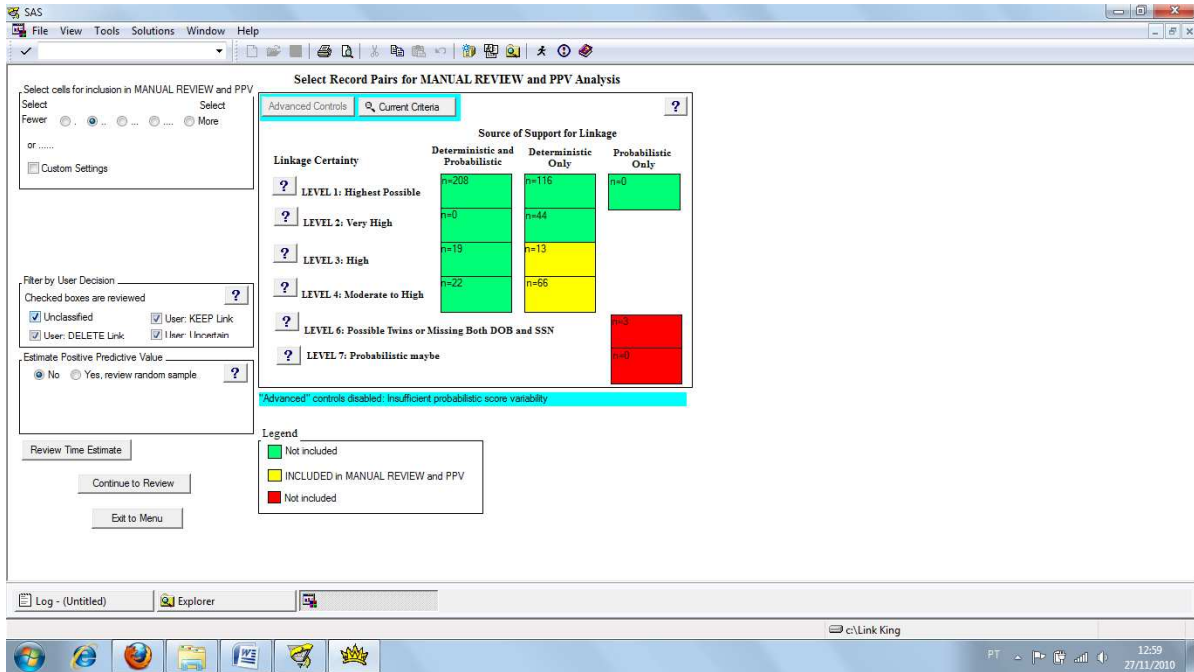 SAS
File View Tools Solutions Window Help
Select Record Pairs for MANUAL REVIEW and PPV Analysis
Select cells for inclusion in MANUAL REVIEW and PPV
Select Select
Fewer . .. ... .... More
or ......
Custom Settings
Advanced Controls Current Criteria ?
Source of Support for Linkage
Linkage Certainty
Deterministic and Probabilistic
Deterministic Only
Probabilistic Only
? LEVEL 1: Highest Possible n=208 n=116 n=0
? LEVEL 2: Very High n=0 n=44
? LEVEL 3: High n=19 n=13
? LEVEL 4: Moderate to High n=22 n=66
? LEVEL 6: Possible Twins or Missing Both DOB and SSN n=3
? LEVEL 7: Probabilistic maybe n=0
Filter by User Decision
Checked boxes are reviewed ?
Unclassified User: KEEP Link
User: DELETE Link User: Uncertain
Estimate Positive Predictive Value
No Yes, review random sample ?
"Advanced" controls disabled: Insufficient probabilistic score variability
Review Time Estimate
Continue to Review
Exit to Menu
Legend
Not included
INCLUDED in MANUAL REVIEW and PPV
Not included
Log - (Untitled) Explorer
c:\Link King
PT 12:59
27/11/2010